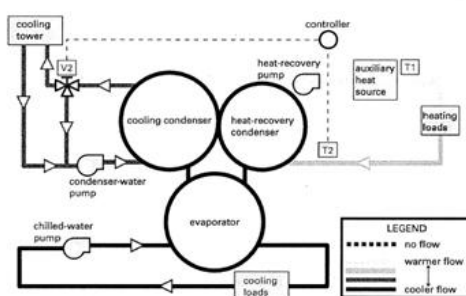 cooling
tower
V2
controller
heat-recovery
pump
auxiliary
heat
source
T1
cooling condenser
heat-recovery
condenser
heating
loads
T2
condenser-water
pump
chilled-water
pump
evaporator
cooling loads
LEGEND
no flow
warmer flow
cooler flow